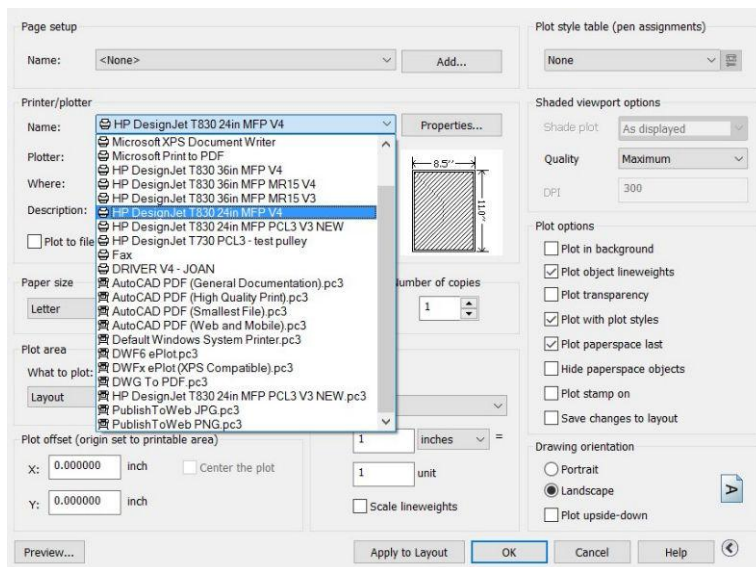 Page setup
Name: <None> Add...
Printer/plotter
Name: HP DesignJet T830 24in MFP V4 Properties...
Plotter:
Where:
Description:
Plot to file
Microsoft XPS Document Writer
Microsoft Print to PDF
HP DesignJet T830 36in MFP V4
HP DesignJet T830 36in MFP MR15 V4
HP DesignJet T830 36in MFP MR15 V3
HP DesignJet T830 24in MFP V4
HP DesignJet T830 24in MFP PCL3 V3 NEW
HP DesignJet T730 PCL3 - test pulley
Fax
DRIVER V4 - JOAN
AutoCAD PDF (General Documentation).pc3
AutoCAD PDF (High Quality Print).pc3
AutoCAD PDF (Smallest File).pc3
AutoCAD PDF (Web and Mobile).pc3
Default Windows System Printer.pc3
DWF6 ePlot.pc3
DWFx ePlot (XPS Compatible).pc3
DWG To PDF.pc3
HP DesignJet T830 24in MFP PCL3 V3 NEW.pc3
PublishToWeb JPG.pc3
PublishToWeb PNG.pc3
8.5''
11.0''
Paper size
Letter
Number of copies
1
Plot area
What to plot:
Layout
Plot offset (origin set to printable area)
X: 0.000000 inch Center the plot
Y: 0.000000 inch
1 inches =
1 unit
Scale lineweights
Plot style table (pen assignments)
None
Shaded viewport options
Shade plot As displayed
Quality Maximum
DPI 300
Plot options
Plot in background
Plot object lineweights
Plot transparency
Plot with plot styles
Plot paperspace last
Hide paperspace objects
Plot stamp on
Save changes to layout
Drawing orientation
Portrait
Landscape
A
Plot upside-down
Preview... Apply to Layout OK Cancel Help